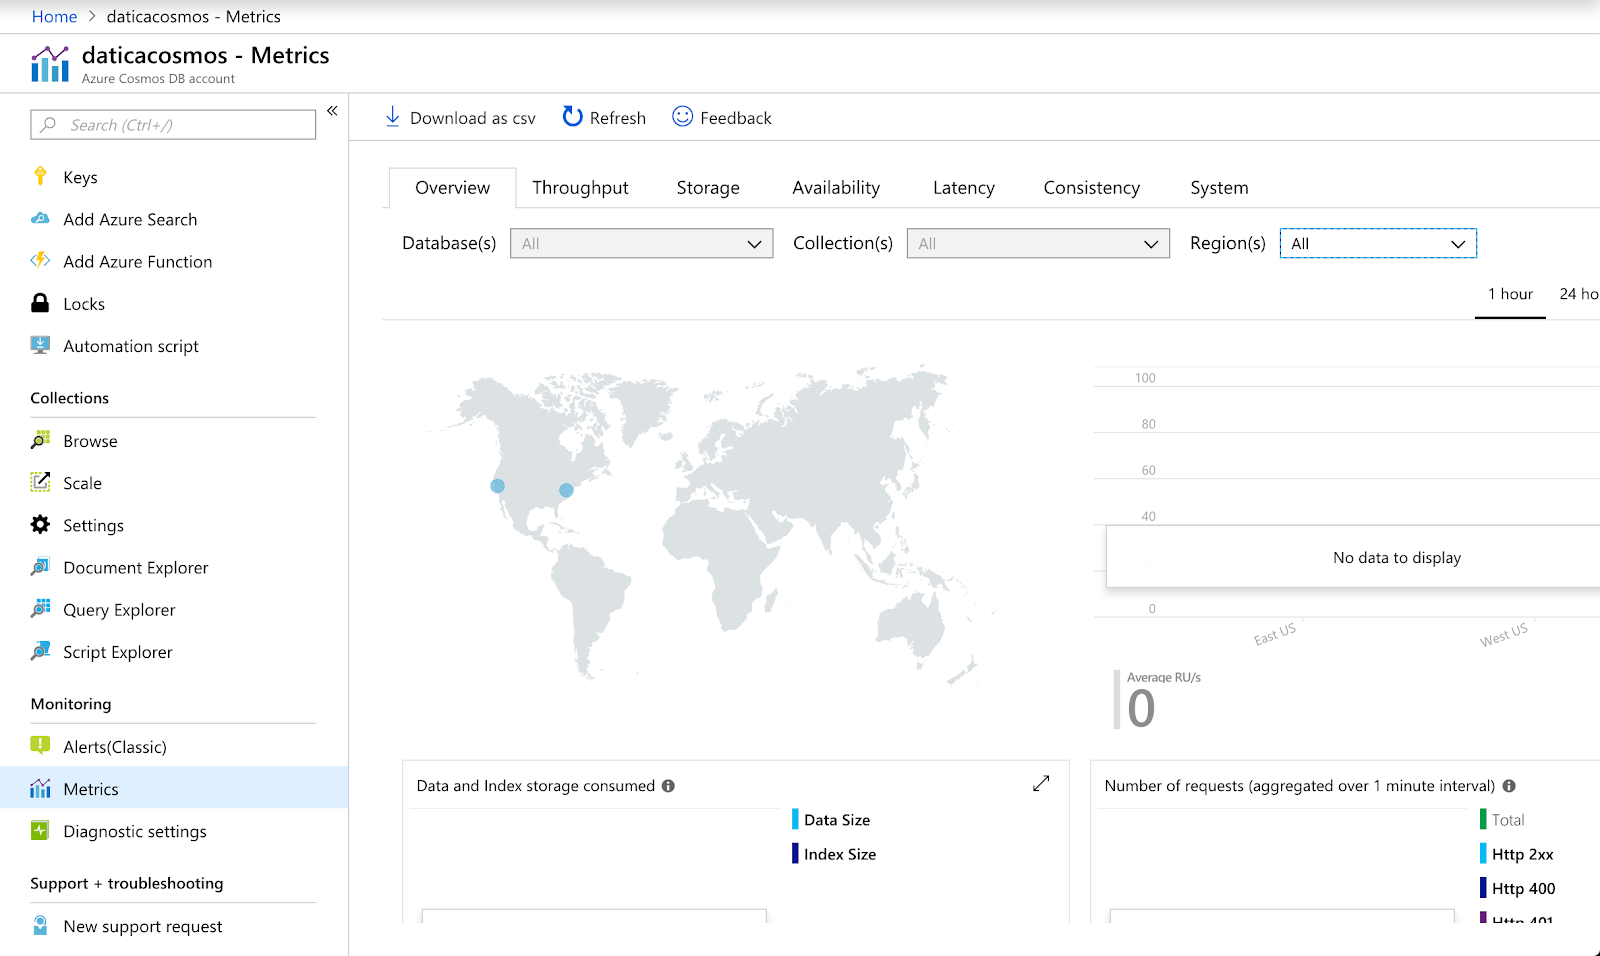 Home > daticacosmos - Metrics
daticacosmos - Metrics
Azure Cosmos DB account
Search (Ctrl+/)
«
Keys
Add Azure Search
Add Azure Function
Locks
Automation script
Collections
Browse
Scale
Settings
Document Explorer
Query Explorer
Script Explorer
Monitoring
Alerts(Classic)
Metrics
Diagnostic settings
Support + troubleshooting
New support request
Download as csv Refresh Feedback
Overview Throughput Storage Availability Latency Consistency System
Database(s) All Collection(s) All Region(s) All
1 hour 24 ho
100
80
60
40
No data to display
0
East US West US
Average RU/s
0
Data and Index storage consumed
Data Size
Index Size
Number of requests (aggregated over 1 minute interval)
Total
Http 2xx
Http 400
Http 401